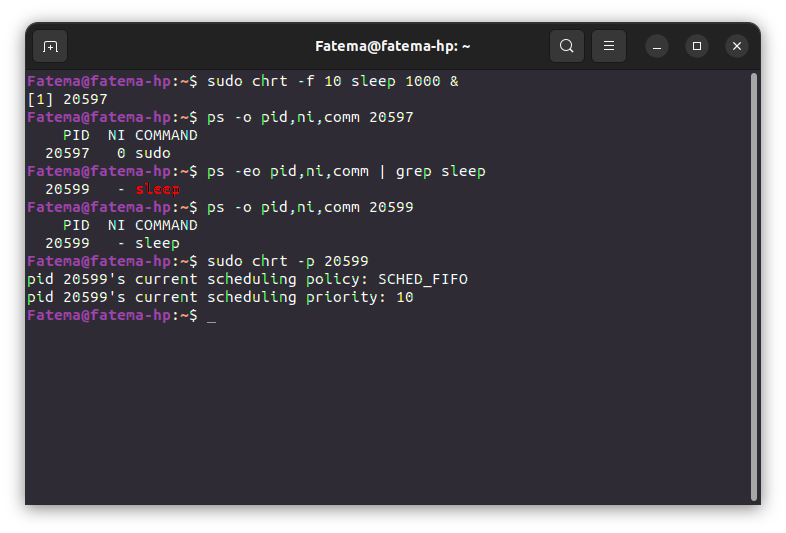 Fatema@fatema-hp: ~
Fatema@fatema-hp:~$ sudo chrt -f 10 sleep 1000 &
[1] 20597
Fatema@fatema-hp:~$ ps -o pid,ni,comm 20597
    PID  NI COMMAND
  20597   0 sudo
Fatema@fatema-hp:~$ ps -eo pid,ni,comm | grep sleep
  20599   - sleep
Fatema@fatema-hp:~$ ps -o pid,ni,comm 20599
    PID  NI COMMAND
  20599   - sleep
Fatema@fatema-hp:~$ sudo chrt -p 20599
pid 20599's current scheduling policy: SCHED_FIFO
pid 20599's current scheduling priority: 10
Fatema@fatema-hp:~$ _